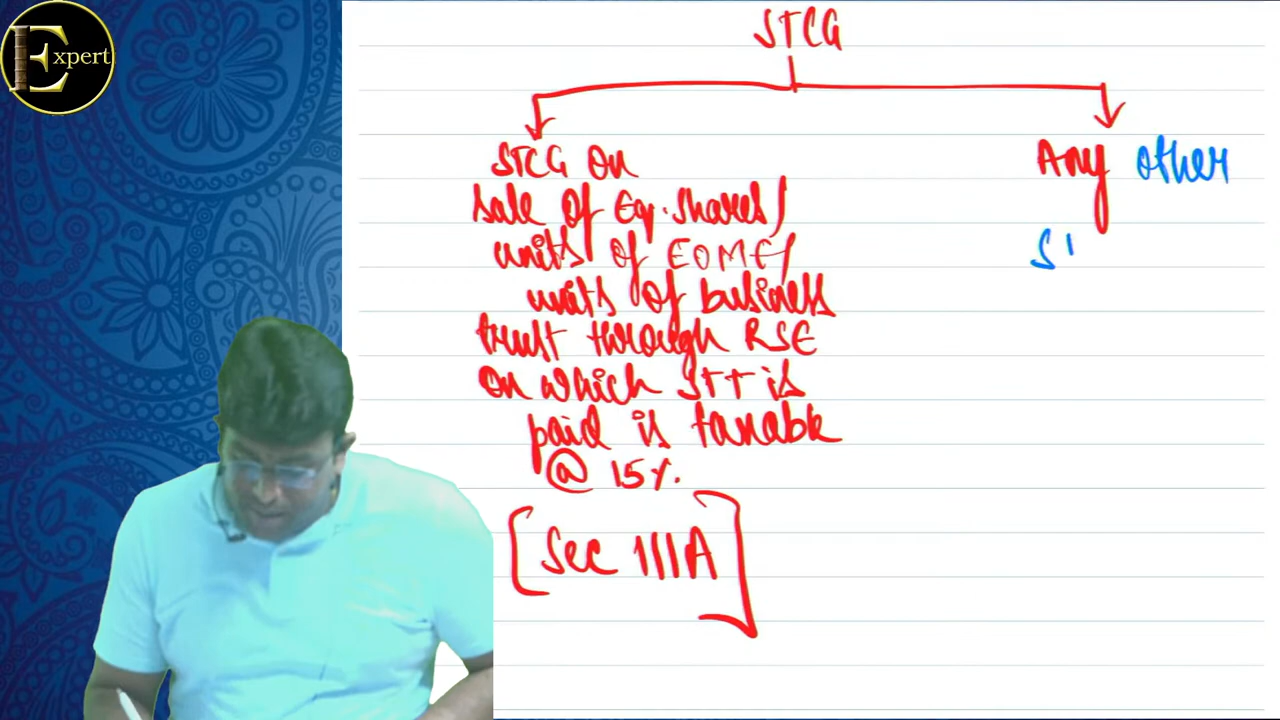 Expert
STCG
STCG On
sale of Eq. shares/
units of EOMF/
units of business
trust through RSE
on which STT is
paid is taxable
@ 15%.
[Sec 111A]
Any other
S